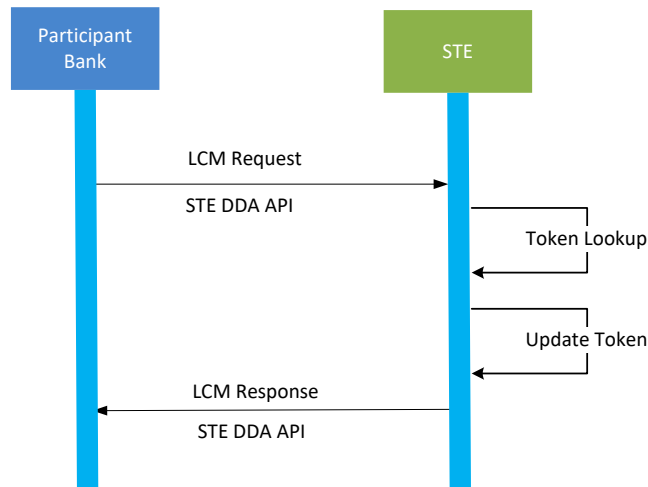 Participant
Bank
STE
LCM Request
STE DDA API
Token Lookup
Update Token
LCM Response
STE DDA API